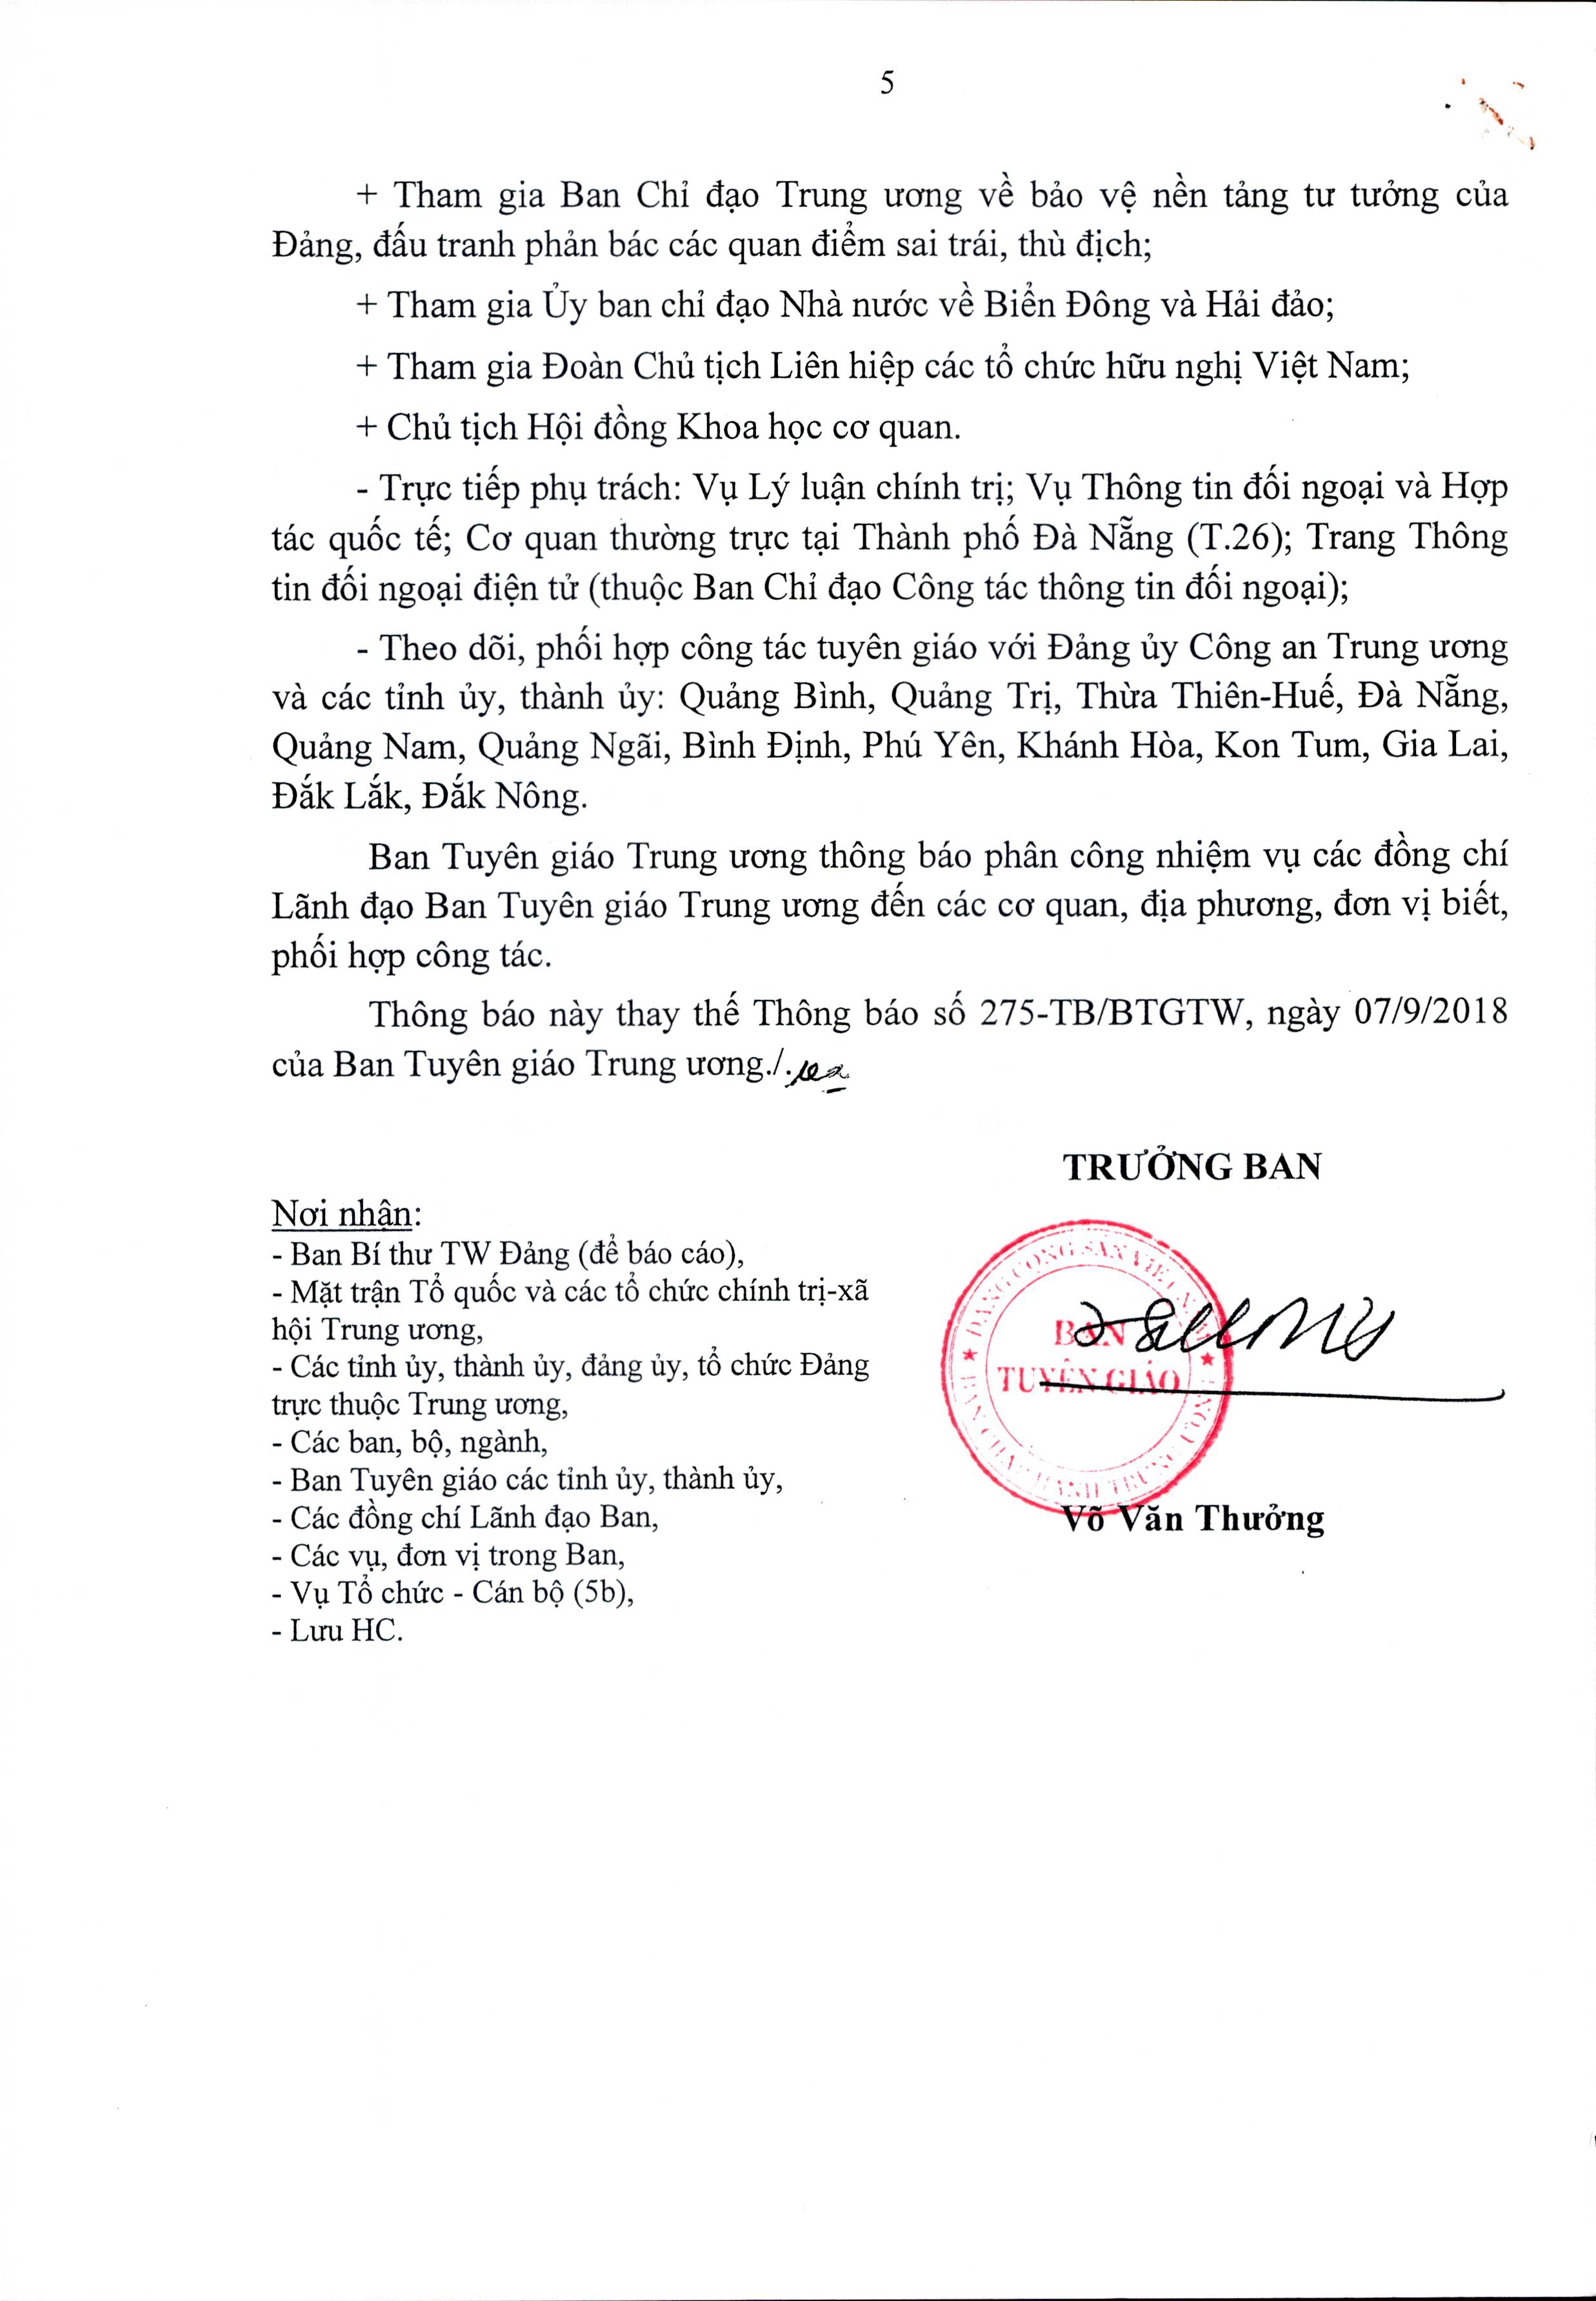 5
+ Tham gia Ban Chỉ đạo Trung ương về bảo vệ nền tảng tư tưởng của
Đảng, đấu tranh phản bác các quan điểm sai trái, thù địch;
+ Tham gia Ủy ban chỉ đạo Nhà nước về Biển Đông và Hải đảo;
+ Tham gia Đoàn Chủ tịch Liên hiệp các tổ chức hữu nghị Việt Nam;
+ Chủ tịch Hội đồng Khoa học cơ quan.
- Trực tiếp phụ trách: Vụ Lý luận chính trị; Vụ Thông tin đối ngoại và Hợp
tác quốc tế; Cơ quan thường trực tại Thành phố Đà Nẵng (T.26); Trang Thông
tin đối ngoại điện tử (thuộc Ban Chỉ đạo Công tác thông tin đối ngoại);
- Theo dõi, phối hợp công tác tuyên giáo với Đảng ủy Công an Trung ương
và các tỉnh ủy, thành ủy: Quảng Bình, Quảng Trị, Thừa Thiên-Huế, Đà Nẵng,
Quảng Nam, Quảng Ngãi, Bình Định, Phú Yên, Khánh Hòa, Kon Tum, Gia Lai,
Đắk Lắk, Đắk Nông.
Ban Tuyên giáo Trung ương thông báo phân công nhiệm vụ các đồng chí
Lãnh đạo Ban Tuyên giáo Trung ương đến các cơ quan, địa phương, đơn vị biết,
phối hợp công tác.
Thông báo này thay thế Thông báo số 275-TB/BTGTW, ngày 07/9/2018
của Ban Tuyên giáo Trung ương./.
TRƯỞNG BAN
Nơi nhận:
- Ban Bí thư TW Đảng (để báo cáo),
- Mặt trận Tổ quốc và các tổ chức chính trị-xã
hội Trung ương,
- Các tỉnh ủy, thành ủy, đảng ủy, tổ chức Đảng
trực thuộc Trung ương,
- Các ban, bộ, ngành,
- Ban Tuyên giáo các tỉnh ủy, thành ủy,
- Các đồng chí Lãnh đạo Ban,
- Các vụ, đơn vị trong Ban,
- Vụ Tổ chức - Cán bộ (5b),
- Lưu HC.
ĐẢNG CỘNG SẢN VIỆT NAM
BAN
TUYÊN GIÁO
Võ Văn Thưởng